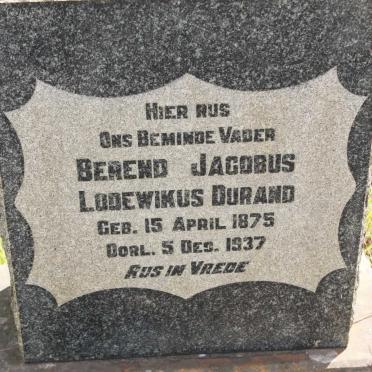 HIER RUS
ONS BEMINDE VADER
BEREND JACOBUS
LODEWIKUS DURAND
GEB. 15 APRIL 1875
OORL. 5 DES. 1937
RUS IN VREDE